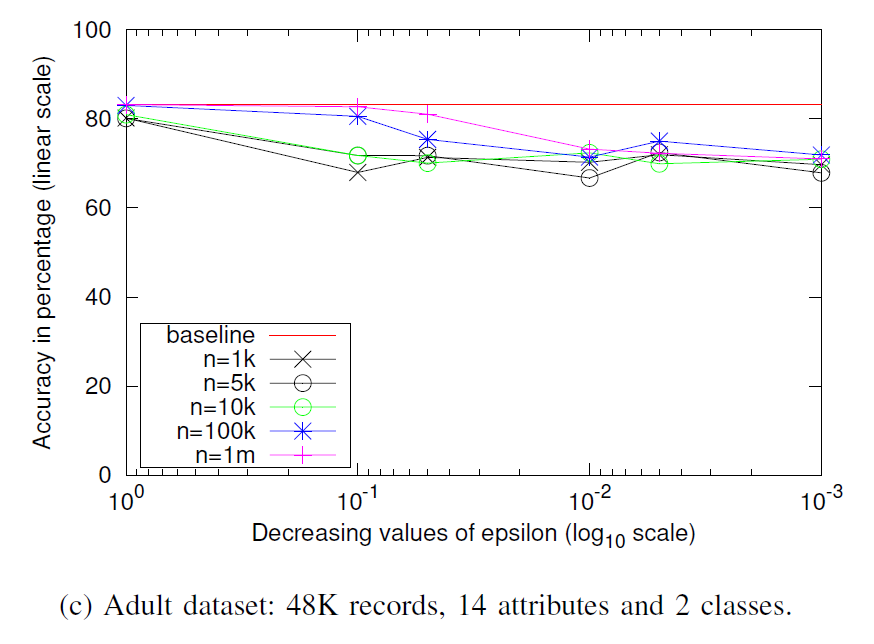 100
80
60
40
20
0
Accuracy in percentage (linear scale)
baseline
n=1k
n=5k
n=10k
n=100k
n=1m
10^0 10^-1 10^-2 10^-3
Decreasing values of epsilon (log_10 scale)
(c) Adult dataset: 48K records, 14 attributes and 2 classes.